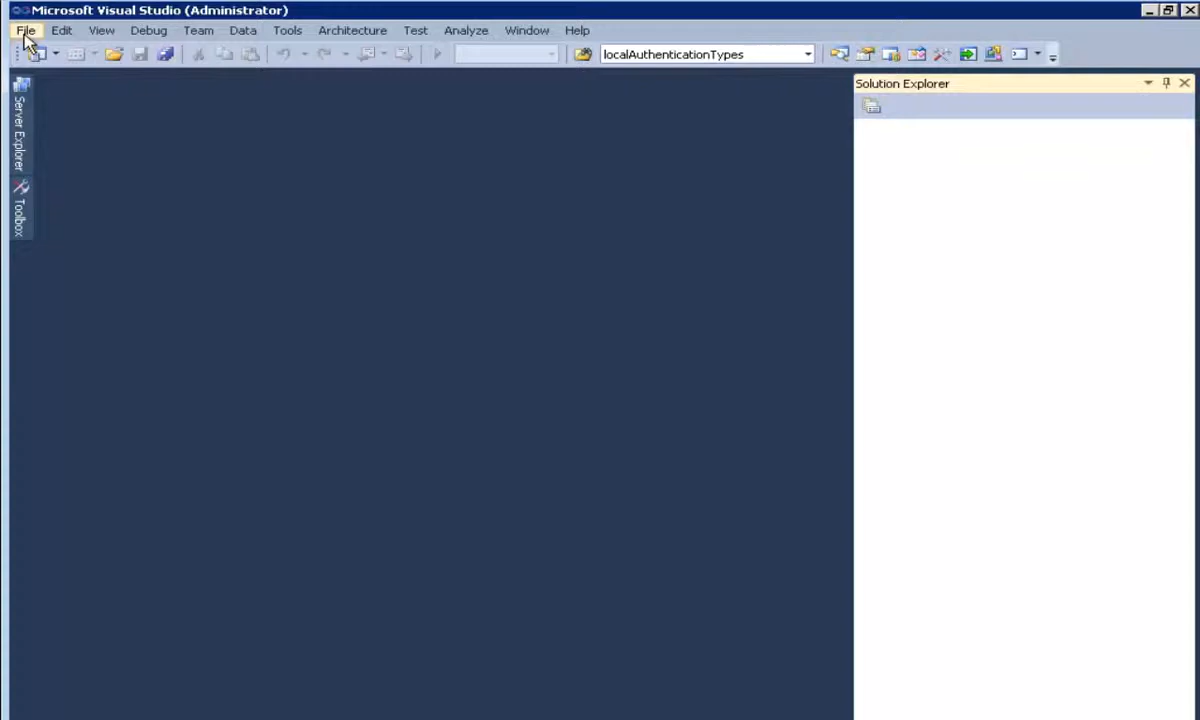 Microsoft Visual Studio (Administrator)
File Edit View Debug Team Data Tools Architecture Test Analyze Window Help
localAuthenticationTypes
Solution Explorer
Server Explorer
Toolbox